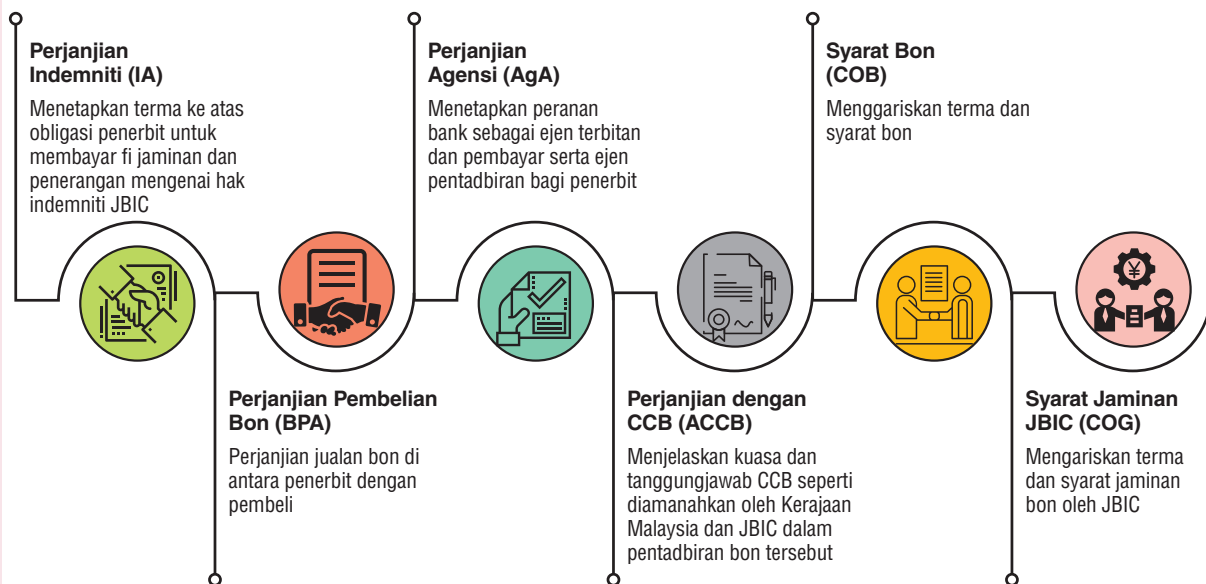 Perjanjian
Indemniti (IA)
Menetapkan terma ke atas
obligasi penerbit untuk
membayar fi jaminan dan
penerangan mengenai hak
indemniti JBIC
Perjanjian Pembelian
Bon (BPA)
Perjanjian jualan bon di
antara penerbit dengan
pembeli
Perjanjian
Agensi (AgA)
Menetapkan peranan
bank sebagai ejen terbitan
dan pembayar serta ejen
pentadbiran bagi penerbit
Perjanjian dengan
CCB (ACCB)
Menjelaskan kuasa dan
tanggungjawab CCB seperti
diamanahkan oleh Kerajaan
Malaysia dan JBIC dalam
pentadbiran bon tersebut
Syarat Bon
(COB)
Menggariskan terma dan
syarat bon
¥
Syarat Jaminan
JBIC (COG)
Mengariskan terma
dan syarat jaminan
bon oleh JBIC